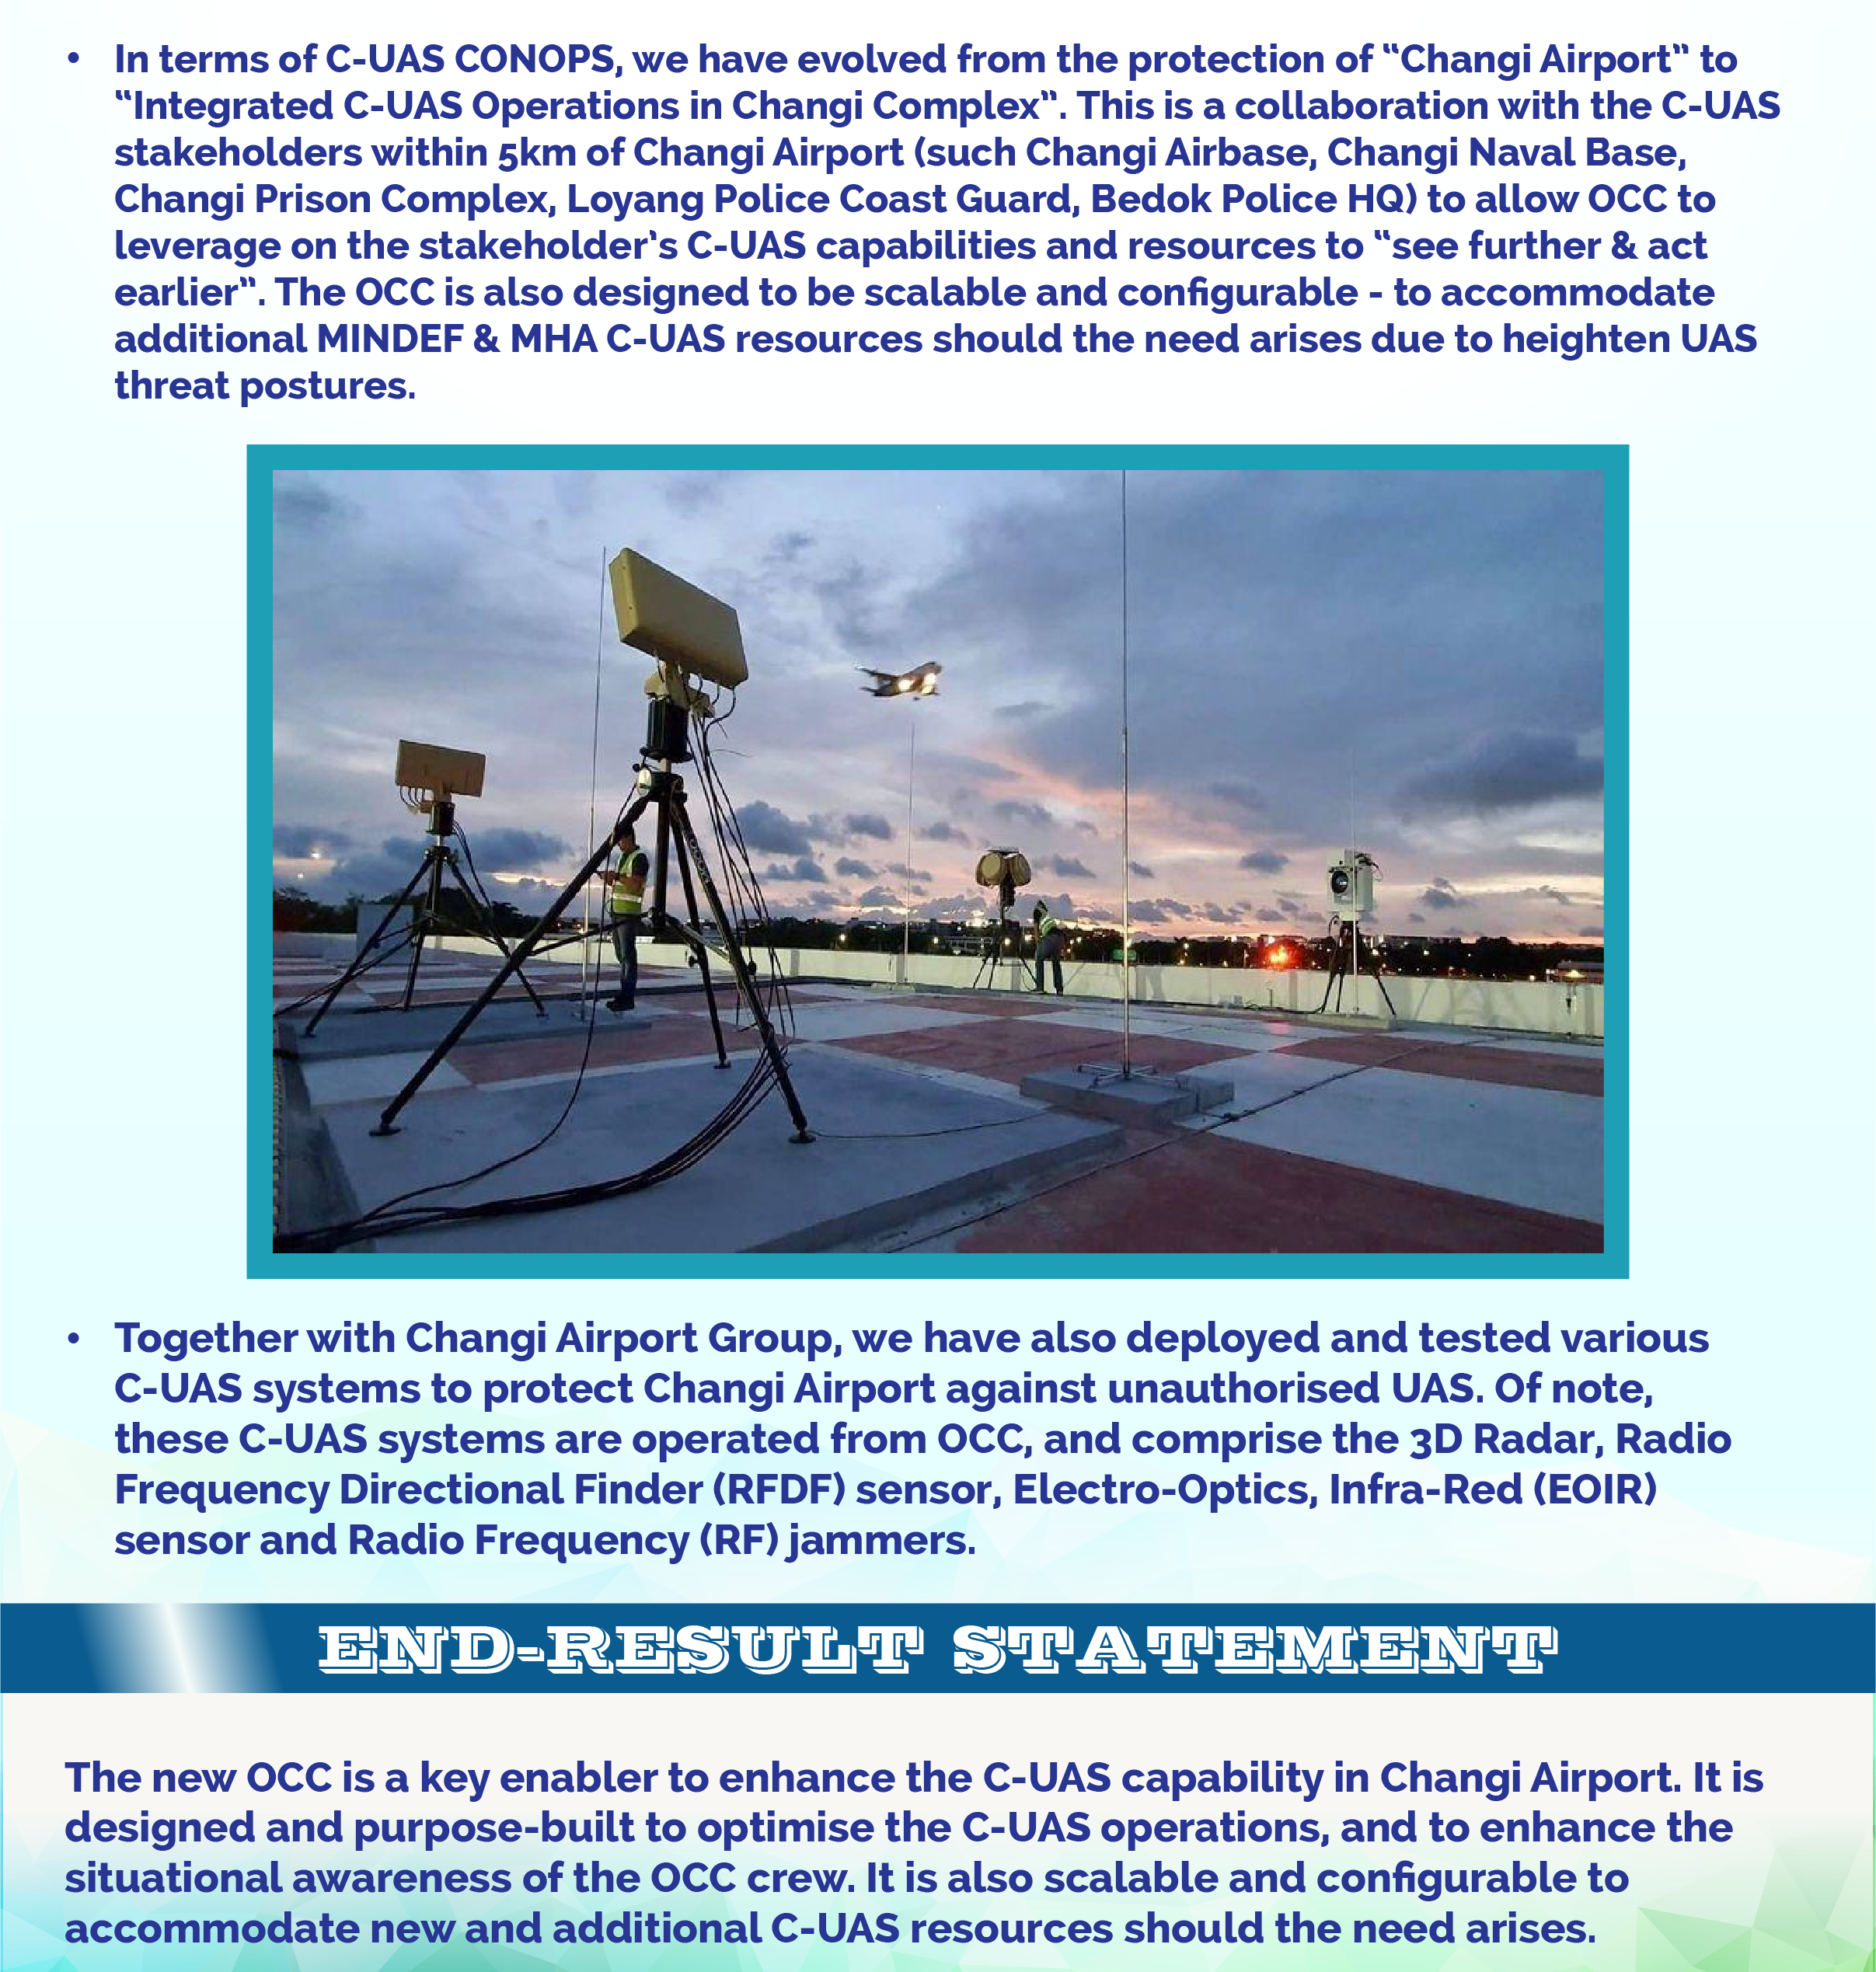 • In terms of C-UAS CONOPS, we have evolved from the protection of “Changi Airport” to
“Integrated C-UAS Operations in Changi Complex”. This is a collaboration with the C-UAS
stakeholders within 5km of Changi Airport (such Changi Airbase, Changi Naval Base,
Changi Prison Complex, Loyang Police Coast Guard, Bedok Police HQ) to allow OCC to
leverage on the stakeholder’s C-UAS capabilities and resources to “see further & act
earlier”. The OCC is also designed to be scalable and configurable - to accommodate
additional MINDEF & MHA C-UAS resources should the need arises due to heighten UAS
threat postures.
• Together with Changi Airport Group, we have also deployed and tested various
C-UAS systems to protect Changi Airport against unauthorised UAS. Of note,
these C-UAS systems are operated from OCC, and comprise the 3D Radar, Radio
Frequency Directional Finder (RFDF) sensor, Electro-Optics, Infra-Red (EOIR)
sensor and Radio Frequency (RF) jammers.
END-RESULT STATEMENT
The new OCC is a key enabler to enhance the C-UAS capability in Changi Airport. It is
designed and purpose-built to optimise the C-UAS operations, and to enhance the
situational awareness of the OCC crew. It is also scalable and configurable to
accommodate new and additional C-UAS resources should the need arises.